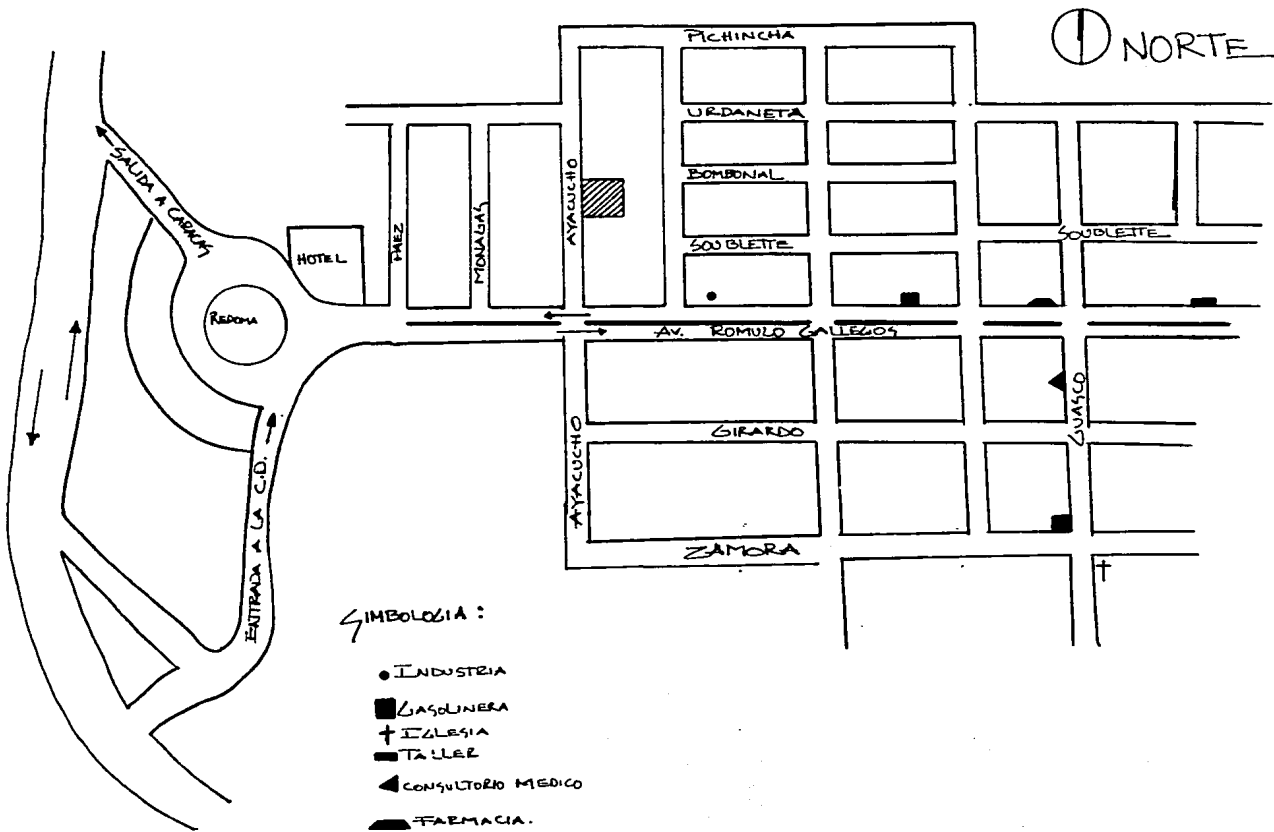 NORTE
PICHINCHA
URDANETA
SALIDA A CARACAS
AYACUCHO
BOMBONAL
HOTEL
PAEZ
MONAGAS
SOUBLETTE
SOUBLETTE
REDOMA
AV. ROMULO GALLEGOS
GUASCO
GIRARDO
AYACUCHO
ENTRADA A LA C.D.
ZAMORA
SIMBOLOGIA:
INDUSTRIA
GASOLINERA
IGLESIA
TALLER
CONSULTORIO MEDICO
FARMACIA.